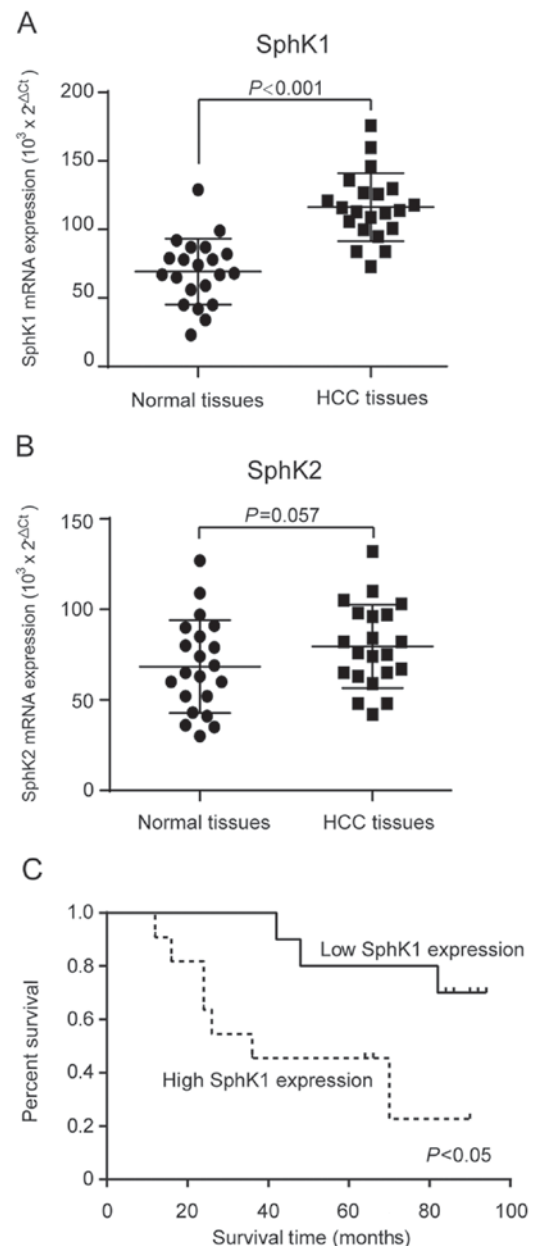 A
SphK1
SphK1 mRNA expression (10³ x 2-ΔCt)
P<0.001
200
150
100
50
0
Normal tissues HCC tissues
B
SphK2
SphK2 mRNA expression (10³ x 2-ΔCt)
P=0.057
150
100
50
0
Normal tissues HCC tissues
C
Percent survival
1.0
0.8
0.6
0.4
0.2
0
Low SphK1 expression
High SphK1 expression
P<0.05
0 20 40 60 80 100
Survival time (months)